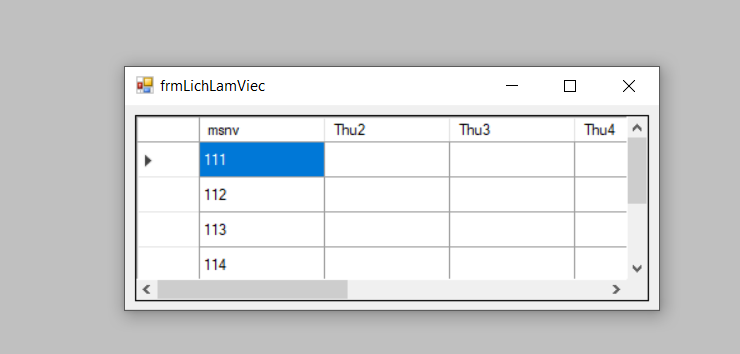 frmLichLamViec
msnv Thu2 Thu3 Thu4
111
112
113
114